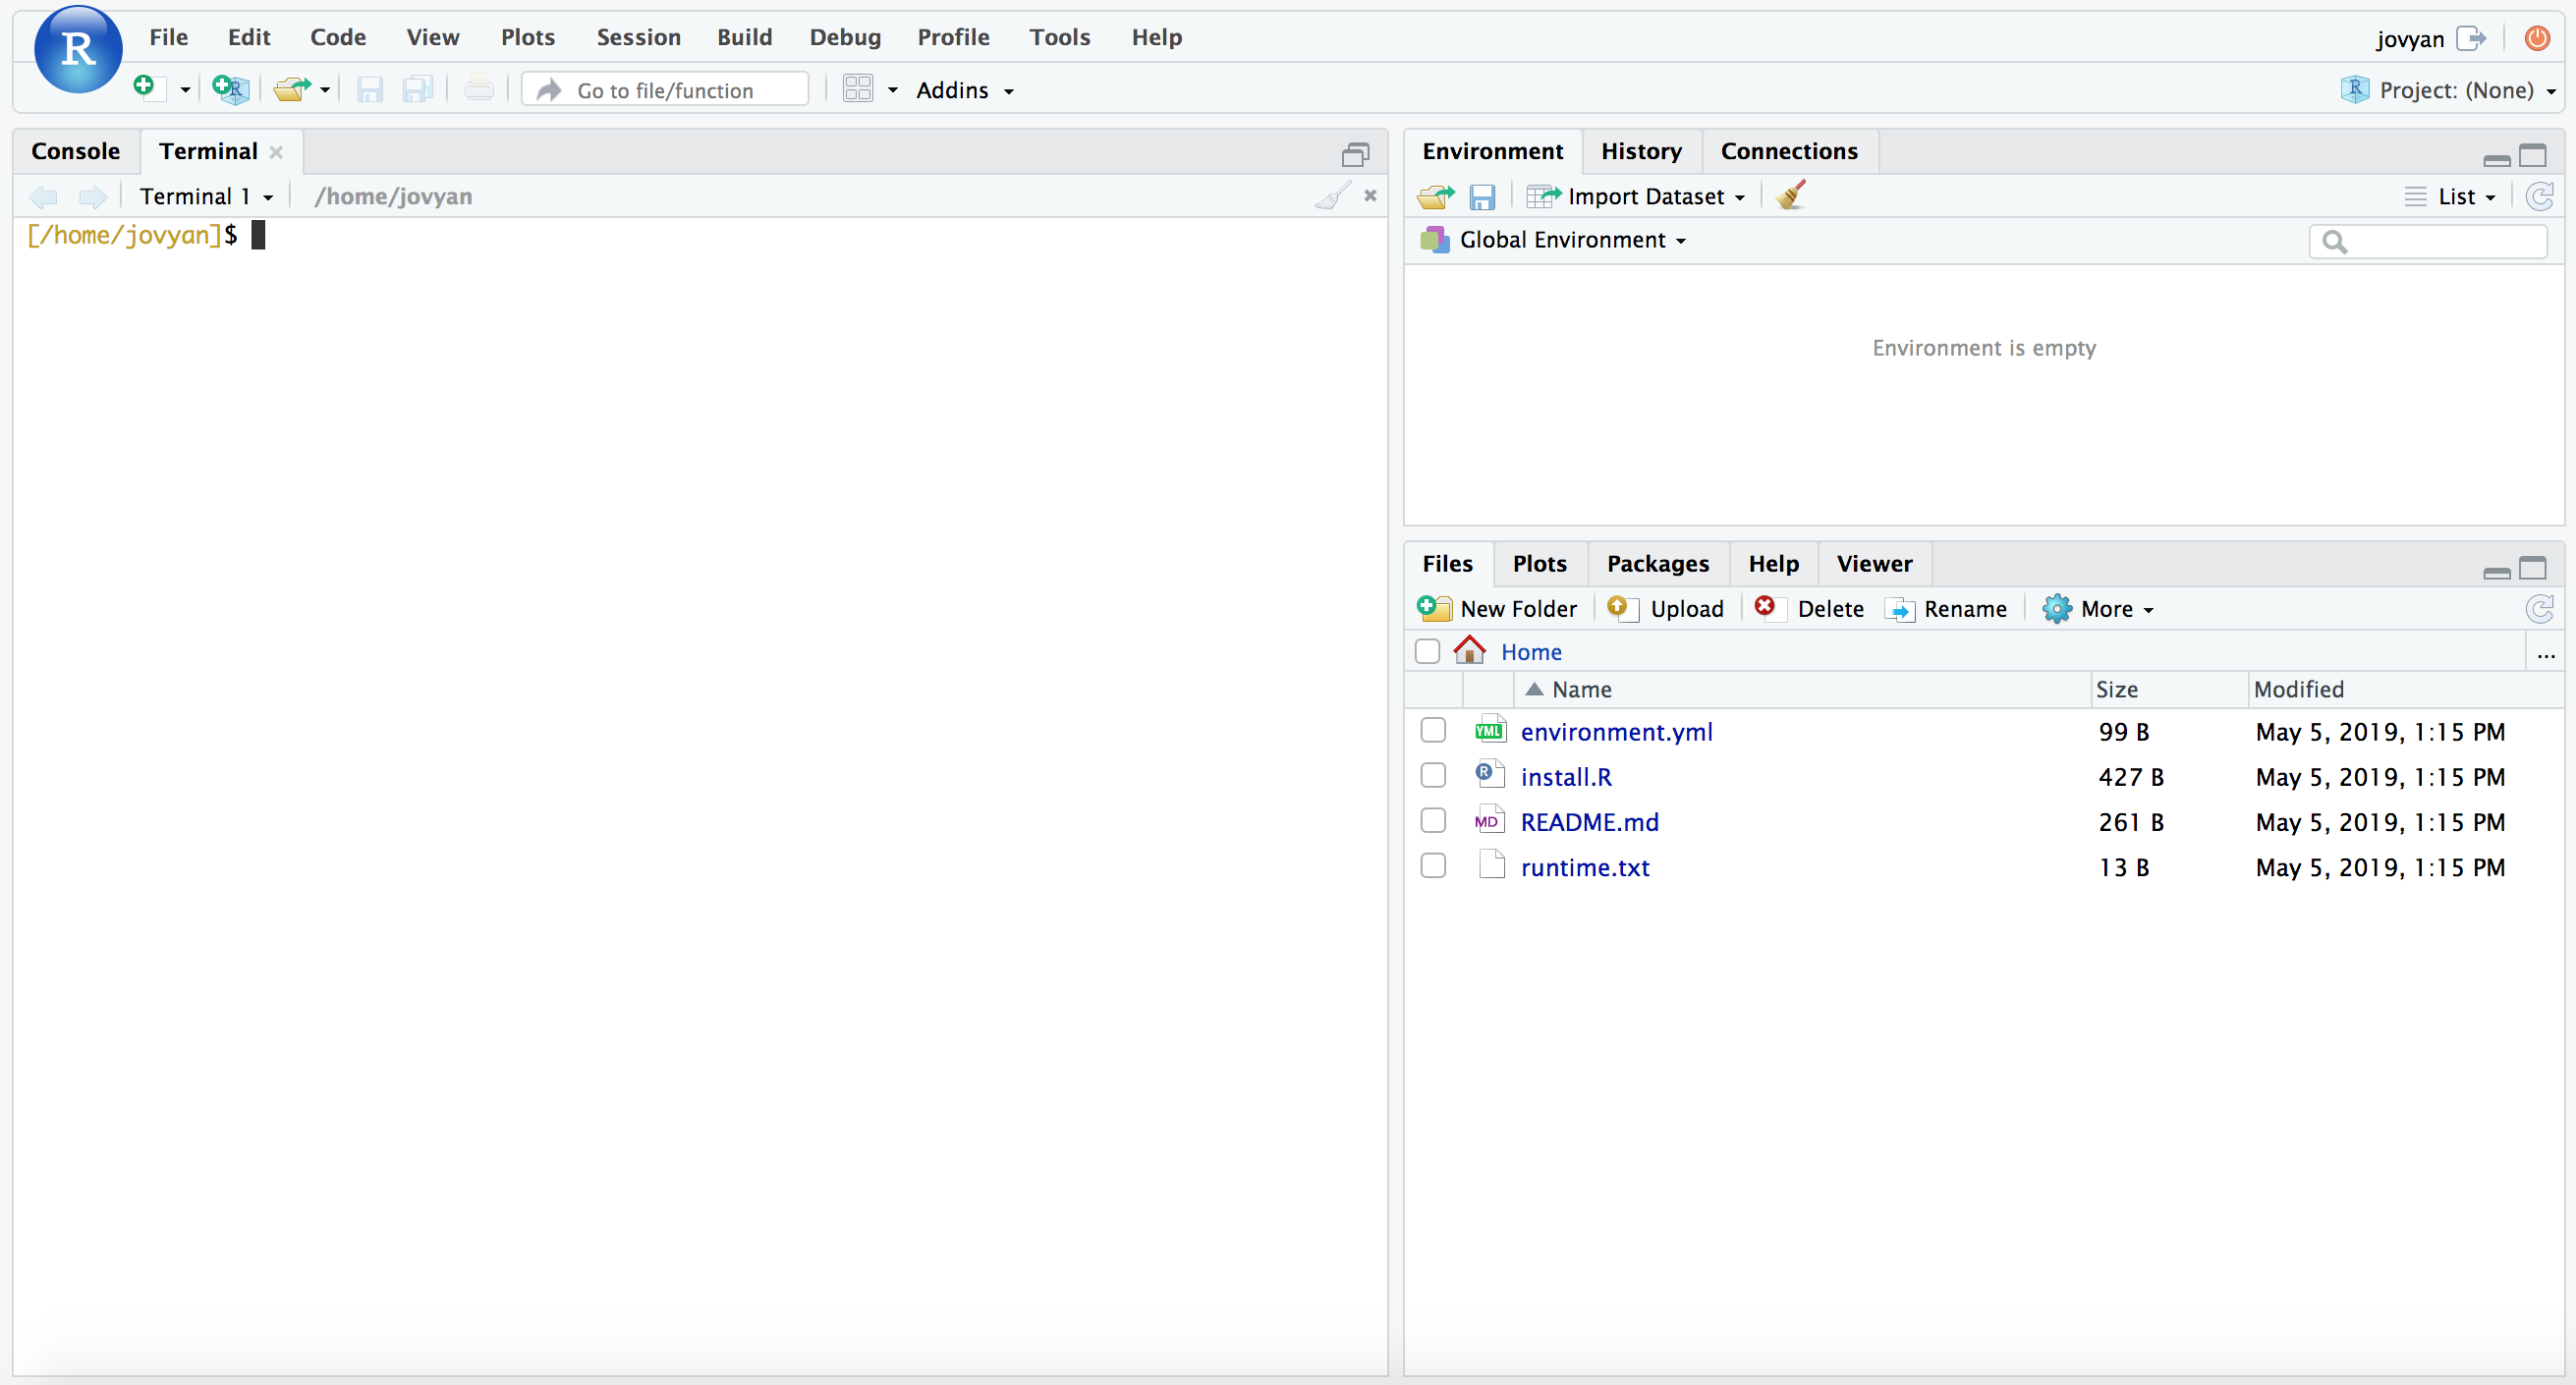 R File Edit Code View Plots Session Build Debug Profile Tools Help jovyan
R Go to file/function Addins R Project: (None)
Console Terminal
Terminal 1 /home/jovyan
[/home/jovyan]$
Environment History Connections
Import Dataset List
Global Environment
Environment is empty
Files Plots Packages Help Viewer
New Folder Upload Delete Rename More
Home ...
Name Size Modified
YML environment.yml 99 B May 5, 2019, 1:15 PM
R install.R 427 B May 5, 2019, 1:15 PM
MD README.md 261 B May 5, 2019, 1:15 PM
runtime.txt 13 B May 5, 2019, 1:15 PM